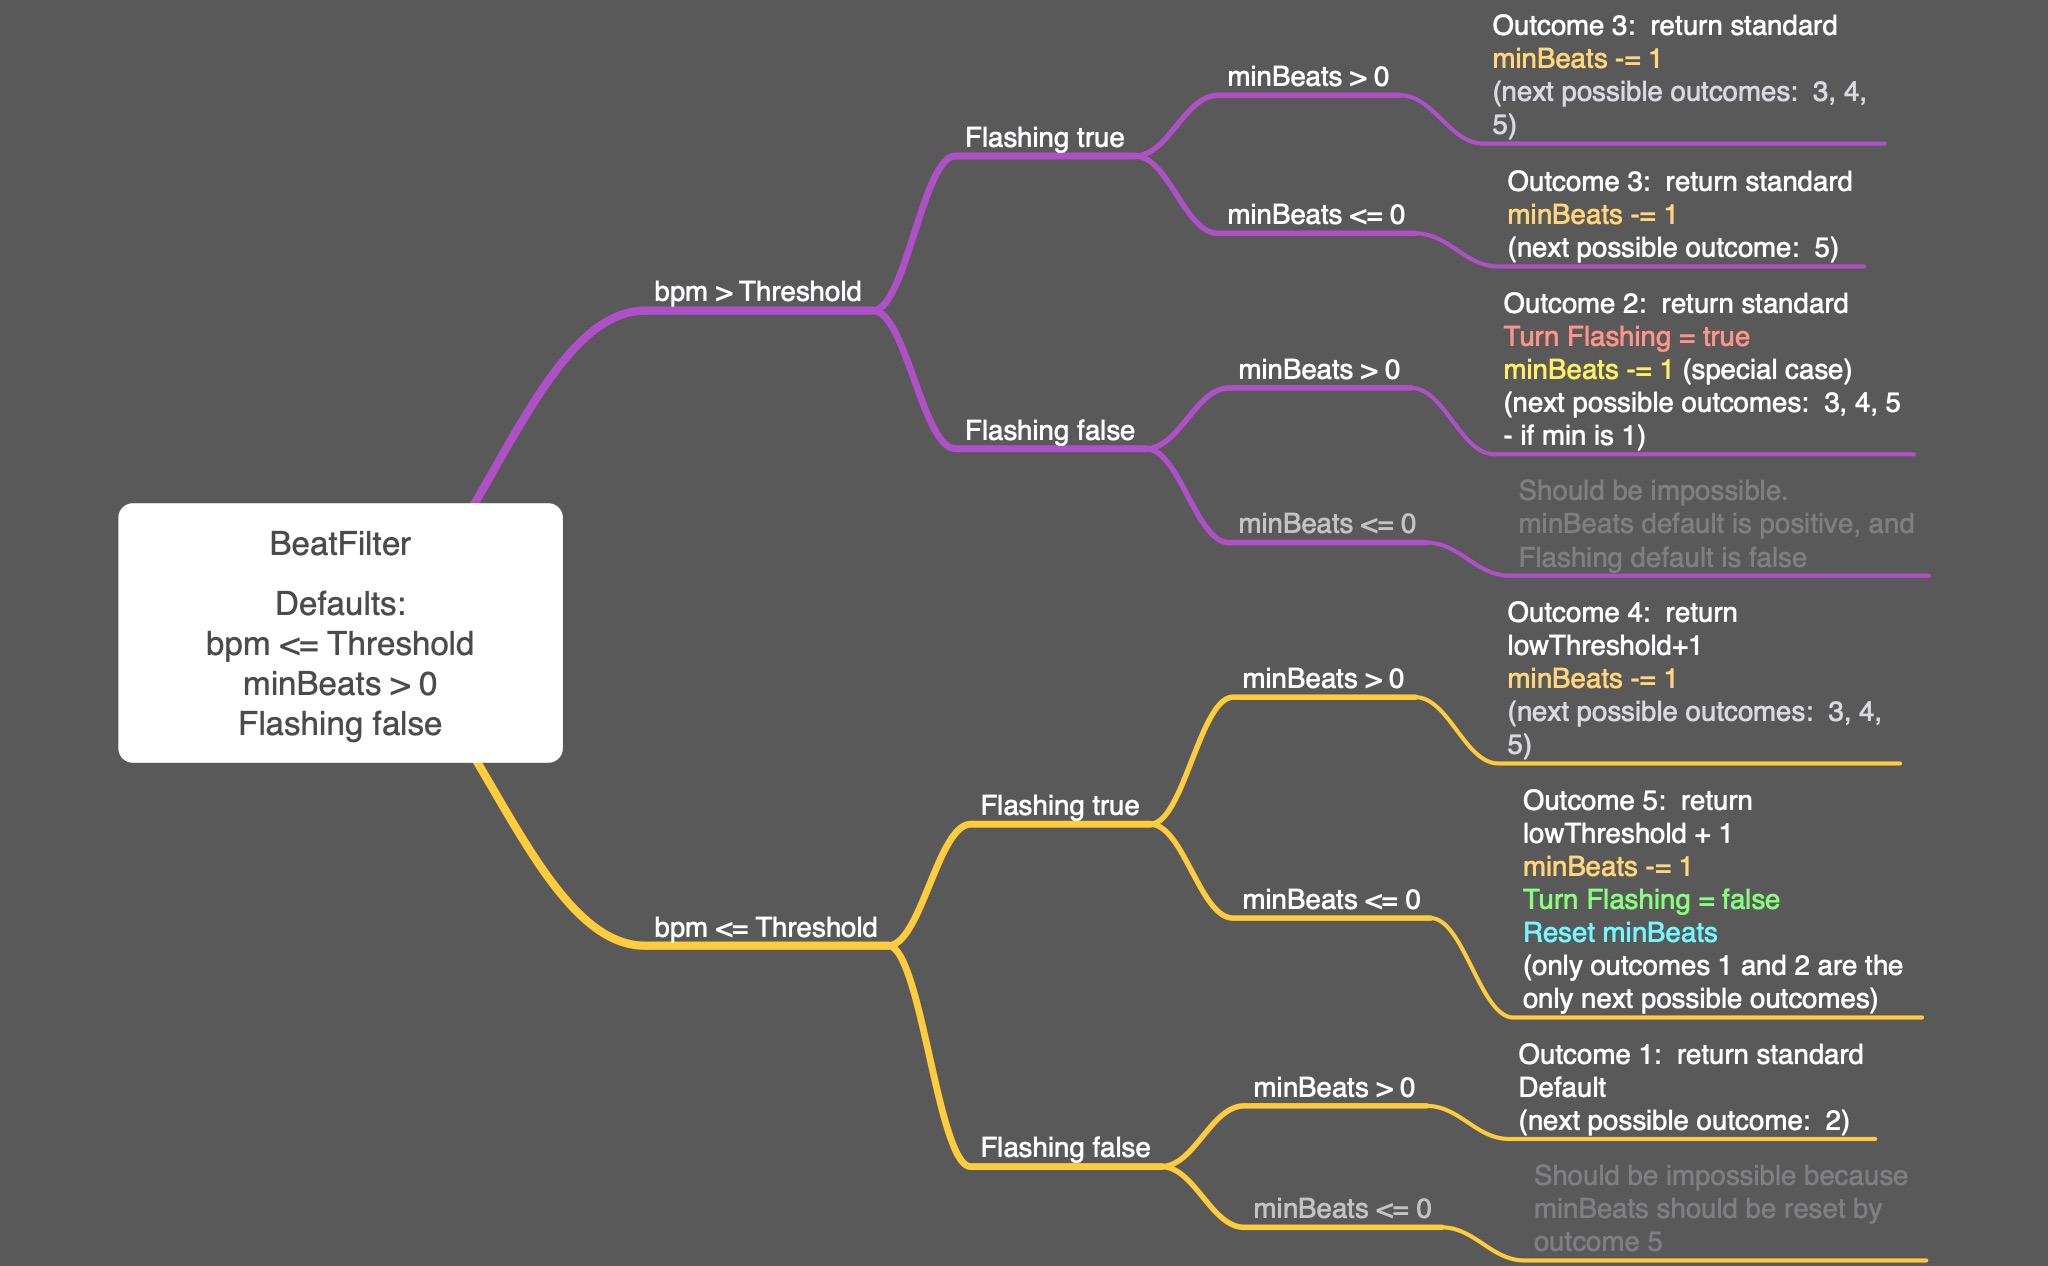 BeatFilter
Defaults:
bpm <= Threshold
minBeats > 0
Flashing false
bpm > Threshold
Flashing true
minBeats > 0
Outcome 3:  return standard
minBeats -= 1
(next possible outcomes:  3, 4,
5)
minBeats <= 0
Outcome 3:  return standard
minBeats -= 1
(next possible outcome:  5)
Flashing false
minBeats > 0
Outcome 2:  return standard
Turn Flashing = true
minBeats -= 1 (special case)
(next possible outcomes:  3, 4, 5
- if min is 1)
minBeats <= 0
Should be impossible.
minBeats default is positive, and
Flashing default is false
bpm <= Threshold
Flashing true
minBeats > 0
Outcome 4:  return
lowThreshold+1
minBeats -= 1
(next possible outcomes:  3, 4,
5)
minBeats <= 0
Outcome 5:  return
lowThreshold + 1
minBeats -= 1
Turn Flashing = false
Reset minBeats
(only outcomes 1 and 2 are the
only next possible outcomes)
Flashing false
minBeats > 0
Outcome 1:  return standard
Default
(next possible outcome:  2)
minBeats <= 0
Should be impossible because
minBeats should be reset by
outcome 5